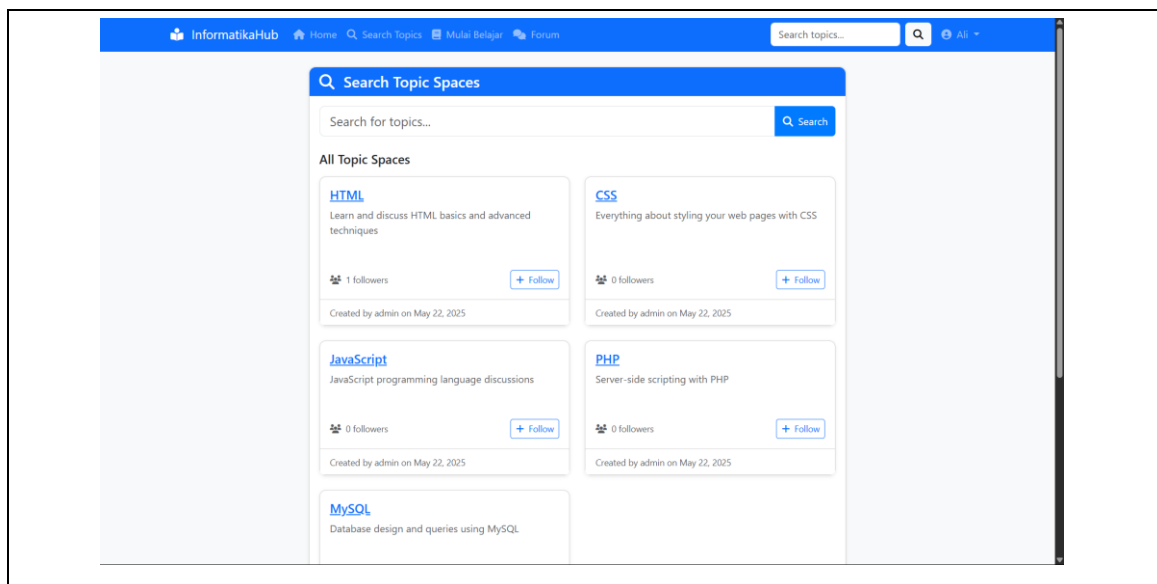 InformatikaHub Home Search Topics Mulai Belajar Forum Search topics... Ali
Search Topic Spaces
Search for topics... Search
All Topic Spaces
HTML
Learn and discuss HTML basics and advanced
techniques
1 followers + Follow
Created by admin on May 22, 2025
CSS
Everything about styling your web pages with CSS
0 followers + Follow
Created by admin on May 22, 2025
JavaScript
JavaScript programming language discussions
0 followers + Follow
Created by admin on May 22, 2025
PHP
Server-side scripting with PHP
0 followers + Follow
Created by admin on May 22, 2025
MySQL
Database design and queries using MySQL